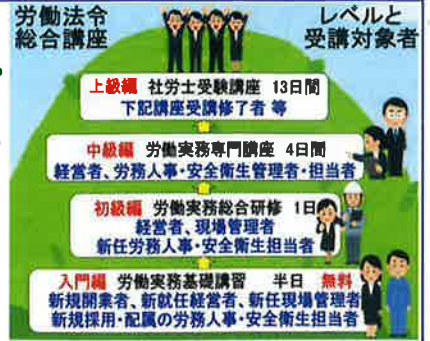 労働法令
総合講座
レベルと
受講対象者
上級編 社労士受験講座 13日間
下記講座受講修了者 等
中級編 労働実務専門講座 4日間
経営者、労務人事・安全衛生管理者・担当者
初級編 労働実務総合研修 1日
経営者、現場管理者
新任労務人事・安全衛生担当者
入門編 労働実務基礎講習 半日 無料
新規開業者、新就任経営者、新任現場管理者
新規採用・配属の労務人事・安全衛生担当者